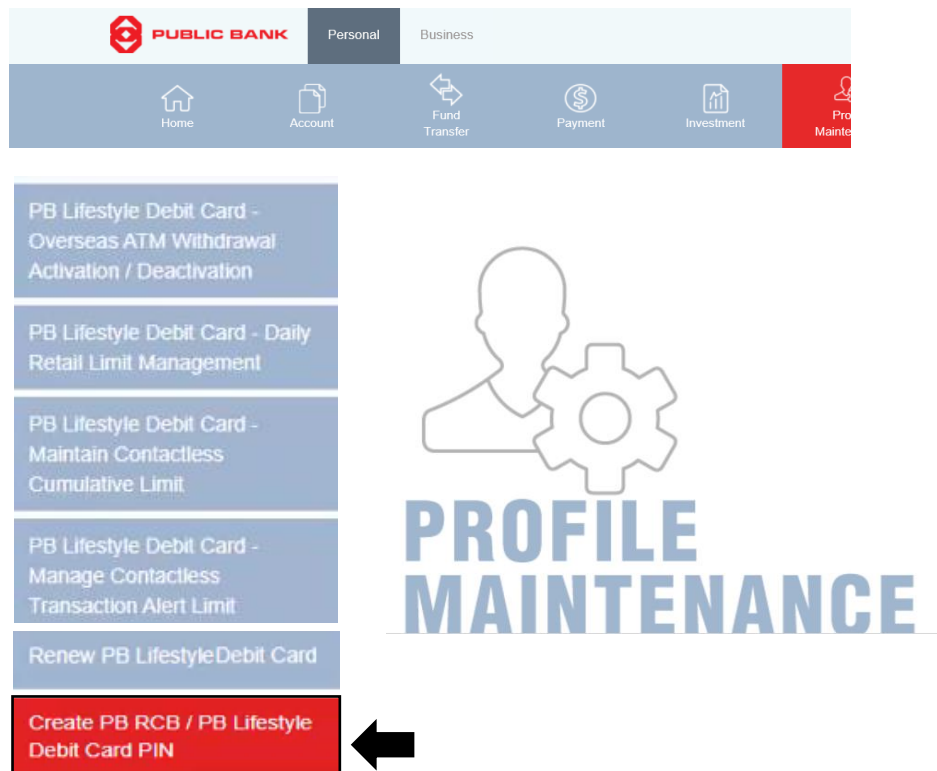 PUBLIC BANK
Personal
Business
Home
Account
Fund
Transfer
Payment
Investment
Pro
Mainte
PB Lifestyle Debit Card -
Overseas ATM Withdrawal
Activation / Deactivation
PB Lifestyle Debit Card - Daily
Retail Limit Management
PB Lifestyle Debit Card -
Maintain Contactless
Cumulative Limit
PB Lifestyle Debit Card -
Manage Contactless
Transaction Alert Limit
Renew PB LifestyleDebit Card
Create PB RCB / PB Lifestyle
Debit Card PIN
PROFILE
MAINTENANCE